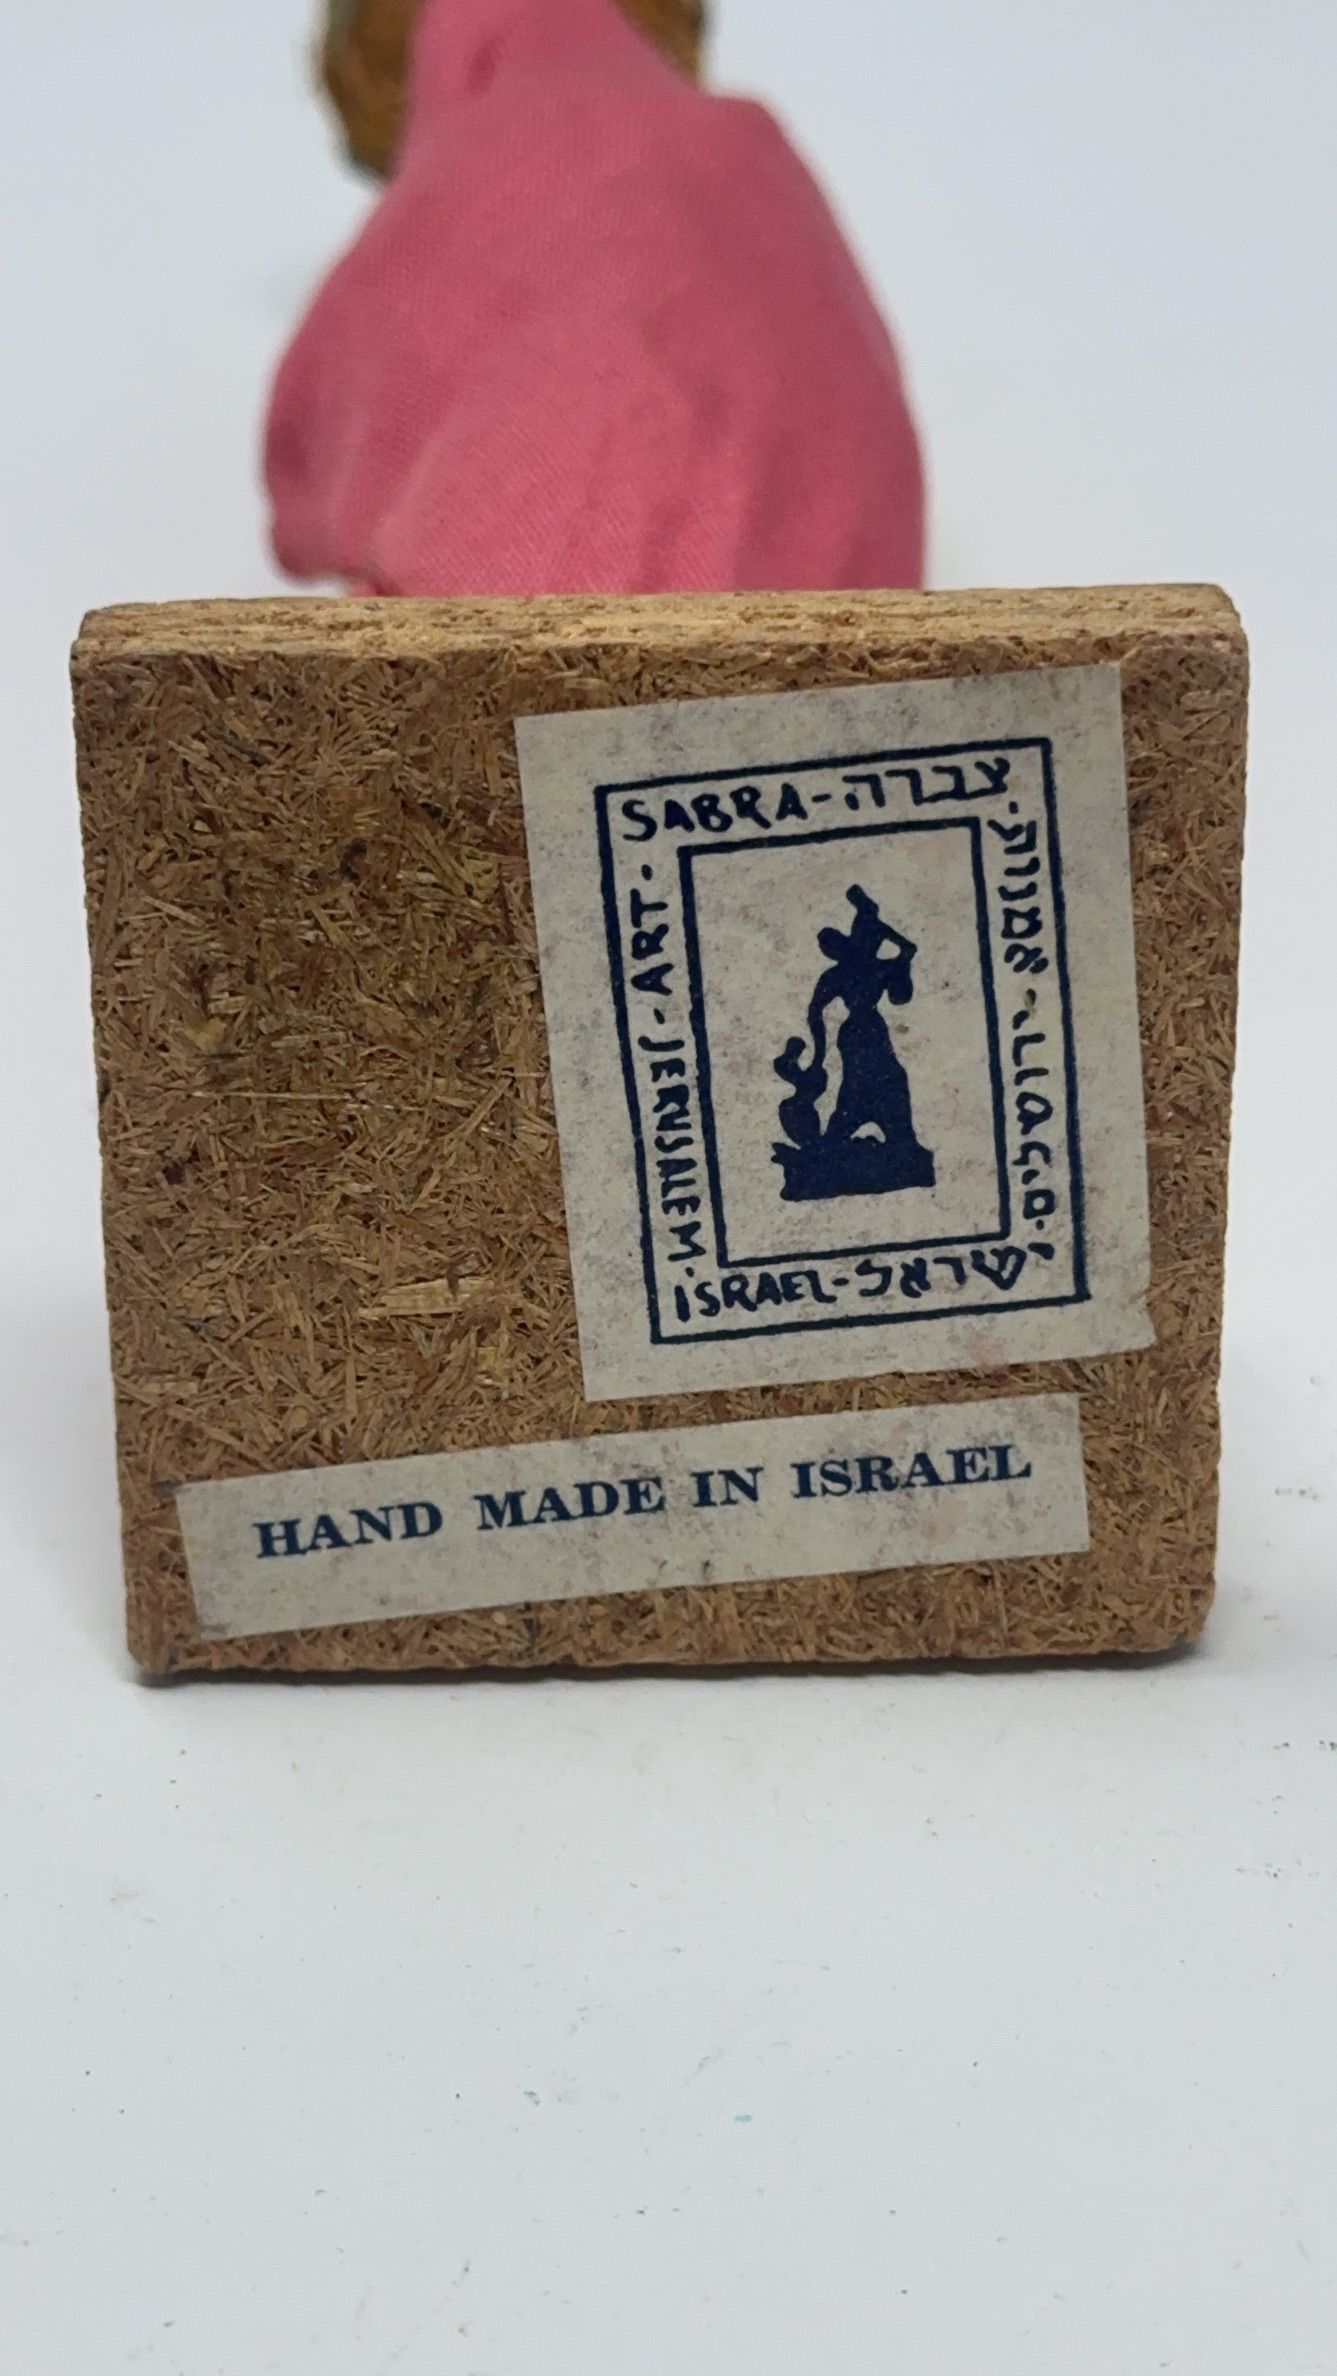 SABRA-צברה
·אמנות-ירושלים·
·ART-JERUSALEM·
ISRAEL-ישראל
HAND MADE IN ISRAEL